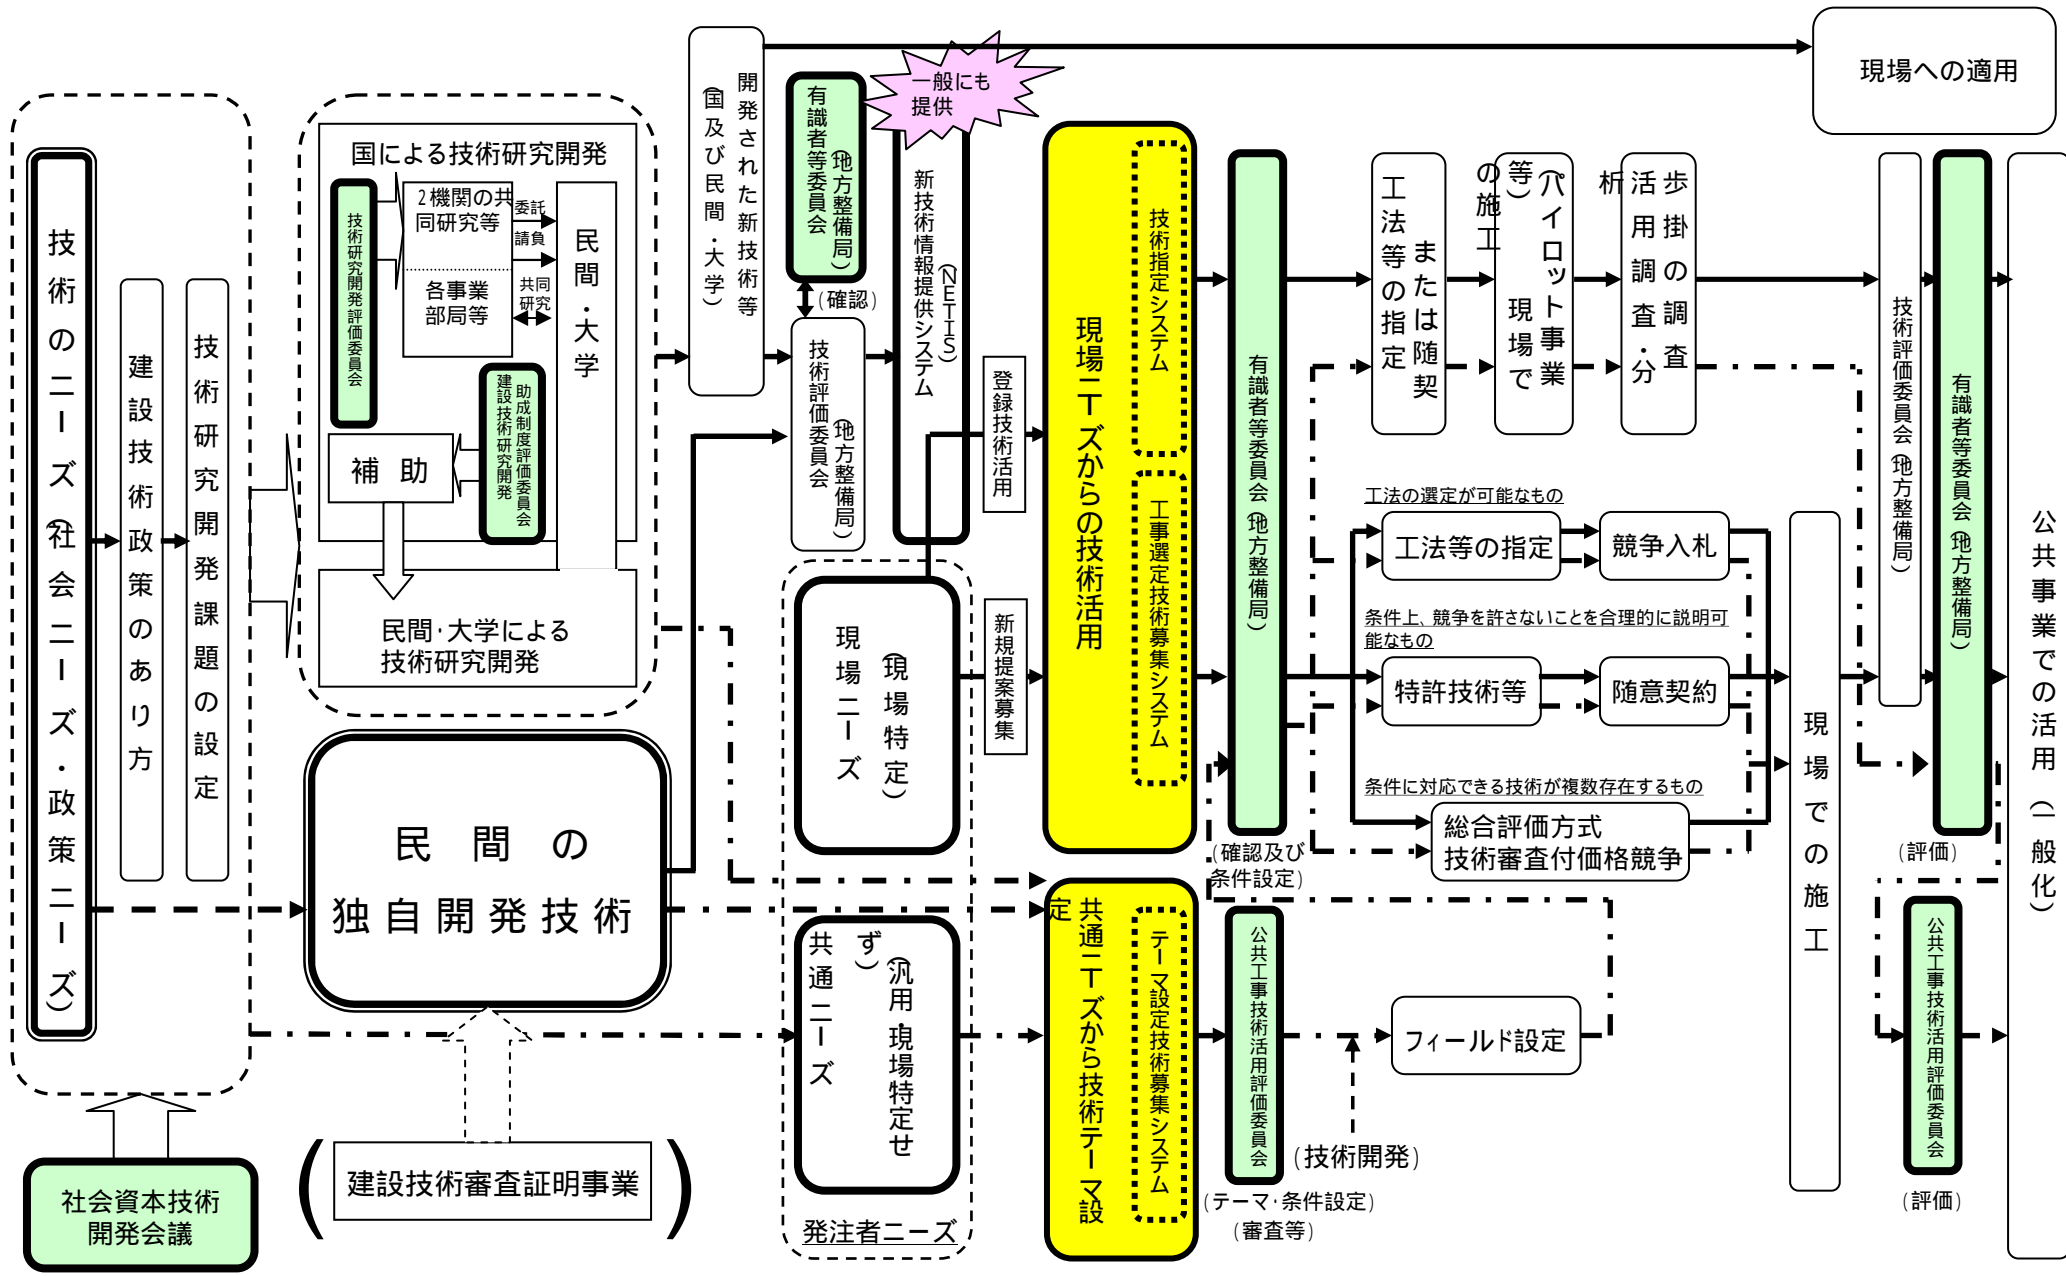 技術のニーズ(社会ニーズ・政策ニーズ)
建設技術政策のあり方
技術研究開発課題の設定
社会資本技術
開発会議
国による技術研究開発
技術研究開発評価委員会
2機関の共
同研究等
各事業
部局等
委託
請負
共同
研究
民間・大学
建設技術研究開発
助成制度評価委員会
補 助
民間・大学による
技術研究開発
民 間 の
独自開発技術
(建設技術審査証明事業)
開発された新技術等
(国及び民間・大学)
有識者等委員会
(地方整備局)
(確認)
技術評価委員会
(地方整備局)
一般にも
提供
新技術情報提供システム
(NETIS)
現場ニーズ
(現場特定)
共通ニーズ
(汎用・現場特定せ
ず)
発注者ニーズ
登録技術活用
新規提案募集
現場ニーズからの技術活用
技術指定システム
工事選定技術募集システム
共通ニーズから技術テーマ設
定
テーマ設定技術募集システム
有識者等委員会(地方整備局)
(確認及び
条件設定)
公共工事技術活用評価委員会
(テーマ・条件設定)
(審査等)
(技術開発)
フィールド設定
工法等の指定
または随契
(パイロット事業
等)
現場で
の施工
歩掛の調査
活用調査・分
析
工法の選定が可能なもの
工法等の指定
競争入札
条件上、競争を許さないことを合理的に説明可
能なもの
特許技術等
随意契約
条件に対応できる技術が複数存在するもの
総合評価方式
技術審査付価格競争
現場での施工
技術評価委員会(地方整備局)
有識者等委員会(地方整備局)
(評価)
公共工事技術活用評価委員会
(評価)
現場への適用
公共事業での活用(一般化)